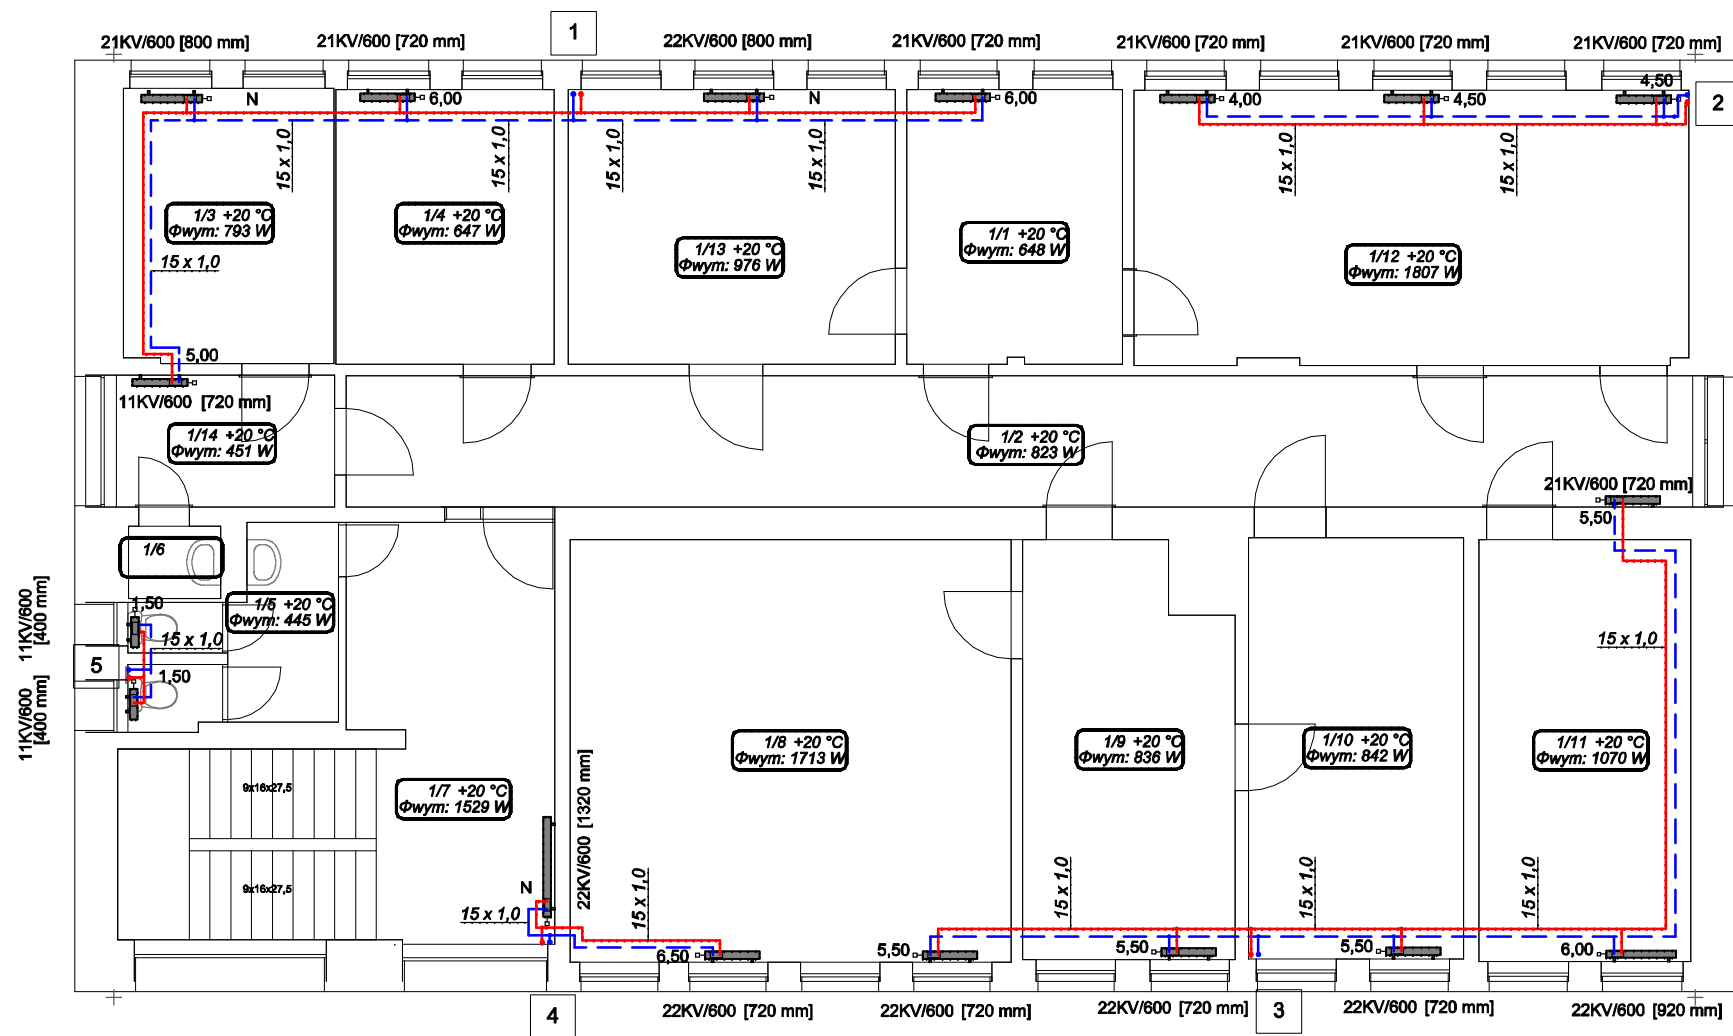 21KV/600 [800 mm]
21KV/600 [720 mm]
1
22KV/600 [800 mm]
21KV/600 [720 mm]
21KV/600 [720 mm]
21KV/600 [720 mm]
21KV/600 [720 mm]
N
6,00
N
6,00
4,00
4,50
4,50
2
15 x 1,0
15 x 1,0
15 x 1,0
15 x 1,0
15 x 1,0
15 x 1,0
1/3 +20 °C
Φwym: 793 W
1/4 +20 °C
Φwym: 647 W
1/13 +20 °C
Φwym: 976 W
1/1 +20 °C
Φwym: 648 W
1/12 +20 °C
Φwym: 1807 W
15 x 1,0
5,00
11KV/600 [720 mm]
1/14 +20 °C
Φwym: 451 W
1/2 +20 °C
Φwym: 823 W
21KV/600 [720 mm]
5,50
1/6
1,50
1/5 +20 °C
Φwym: 445 W
15 x 1,0
15 x 1,0
11KV/600
[400 mm]
5
1,50
11KV/600
[400 mm]
1/8 +20 °C
Φwym: 1713 W
1/9 +20 °C
Φwym: 836 W
1/10 +20 °C
Φwym: 842 W
1/11 +20 °C
Φwym: 1070 W
9x16x27,5
1/7 +20 °C
Φwym: 1529 W
22KV/600 [1320 mm]
9x16x27,5
N
15 x 1,0
15 x 1,0
15 x 1,0
15 x 1,0
15 x 1,0
6,50
5,50
5,50
5,50
6,00
4
22KV/600 [720 mm]
22KV/600 [720 mm]
22KV/600 [720 mm]
3
22KV/600 [720 mm]
22KV/600 [920 mm]